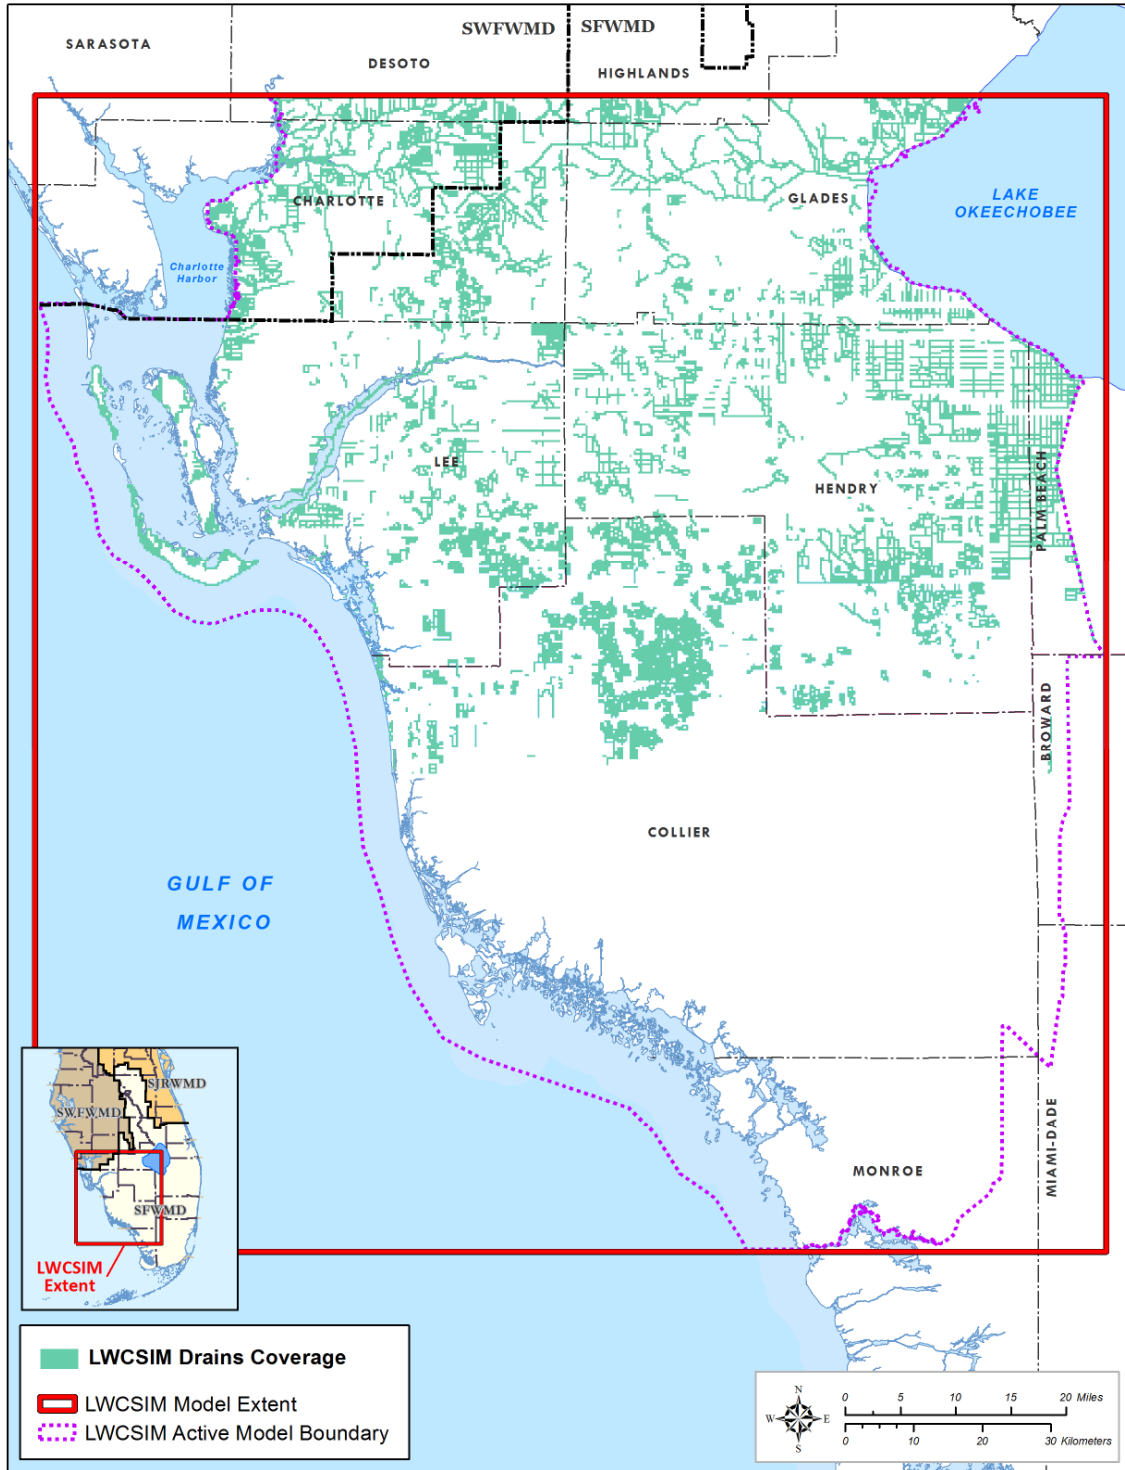 SWFWMD SFWMD
SARASOTA
DESOTO
HIGHLANDS
CHARLOTTE
GLADES
LAKE
OKEECHOBEE
Charlotte
Harbor
LEE
HENDRY
PALM BEACH
BROWARD
COLLIER
GULF OF
MEXICO
MIAMI-DADE
MONROE
SJRWMD
SWFWMD
SFWMD
LWCSIM
Extent
LWCSIM Drains Coverage
LWCSIM Model Extent
LWCSIM Active Model Boundary
N
W E
S
0 5 10 15 20 Miles
0 10 20 30 Kilometers